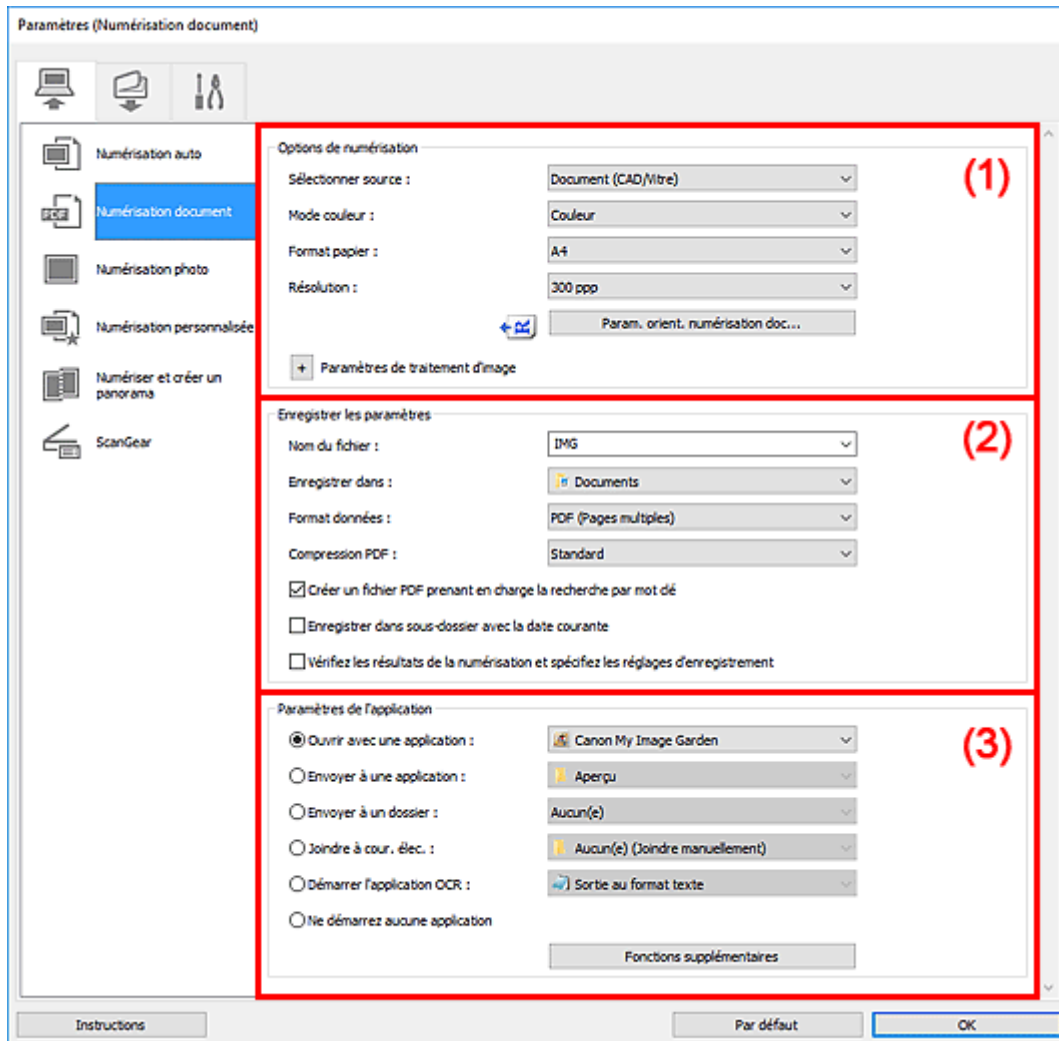 Paramètres (Numérisation document)
Numérisation auto
PDF
Numérisation document
Numérisation photo
Numérisation personnalisée
Numériser et créer un
panorama
ScanGear
Options de numérisation
(1)
Sélectionner source : Document (CAD/Vitre)
Mode couleur : Couleur
Format papier : A4
Résolution : 300 ppp
R Param. orient. numérisation doc...
+ Paramètres de traitement d'image
Enregistrer les paramètres
(2)
Nom du fichier : IMG
Enregistrer dans : Documents
Format données : PDF (Pages multiples)
Compression PDF : Standard
Créer un fichier PDF prenant en charge la recherche par mot clé
Enregistrer dans sous-dossier avec la date courante
Vérifiez les résultats de la numérisation et spécifiez les réglages d'enregistrement
Paramètres de l'application
(3)
Ouvrir avec une application : Canon My Image Garden
Envoyer à une application : Aperçu
Envoyer à un dossier : Aucun(e)
Joindre à cour. élec. : Aucun(e) (Joindre manuellement)
Démarrer l'application OCR : Sortie au format texte
Ne démarrez aucune application
Fonctions supplémentaires
Instructions
Par défaut
OK